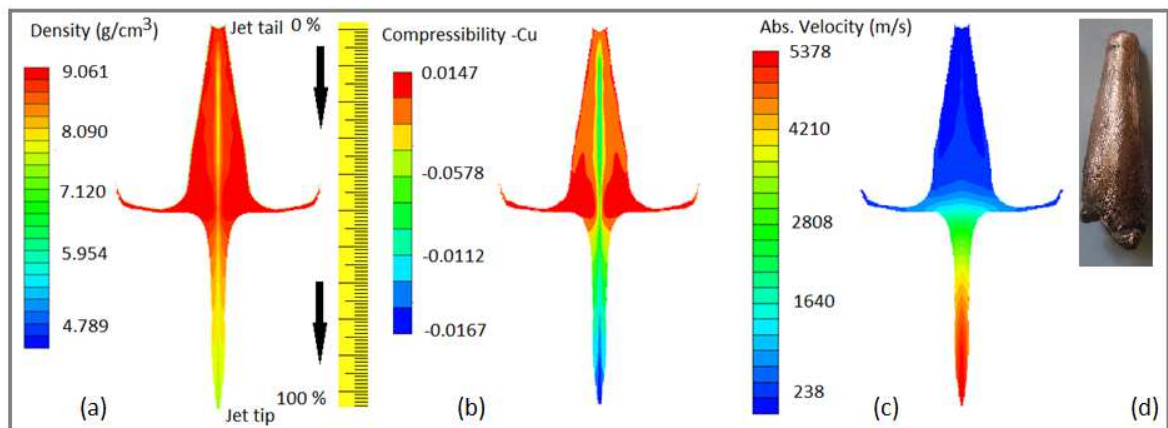 Density (g/cm³)
9.061
8.090
7.120
5.954
4.789
Jet tail 0 %
100 %
Jet tip
(a)
Compressibility -Cu
0.0147
-0.0578
-0.0112
-0.0167
(b)
Abs. Velocity (m/s)
5378
4210
2808
1640
238
(c)
(d)